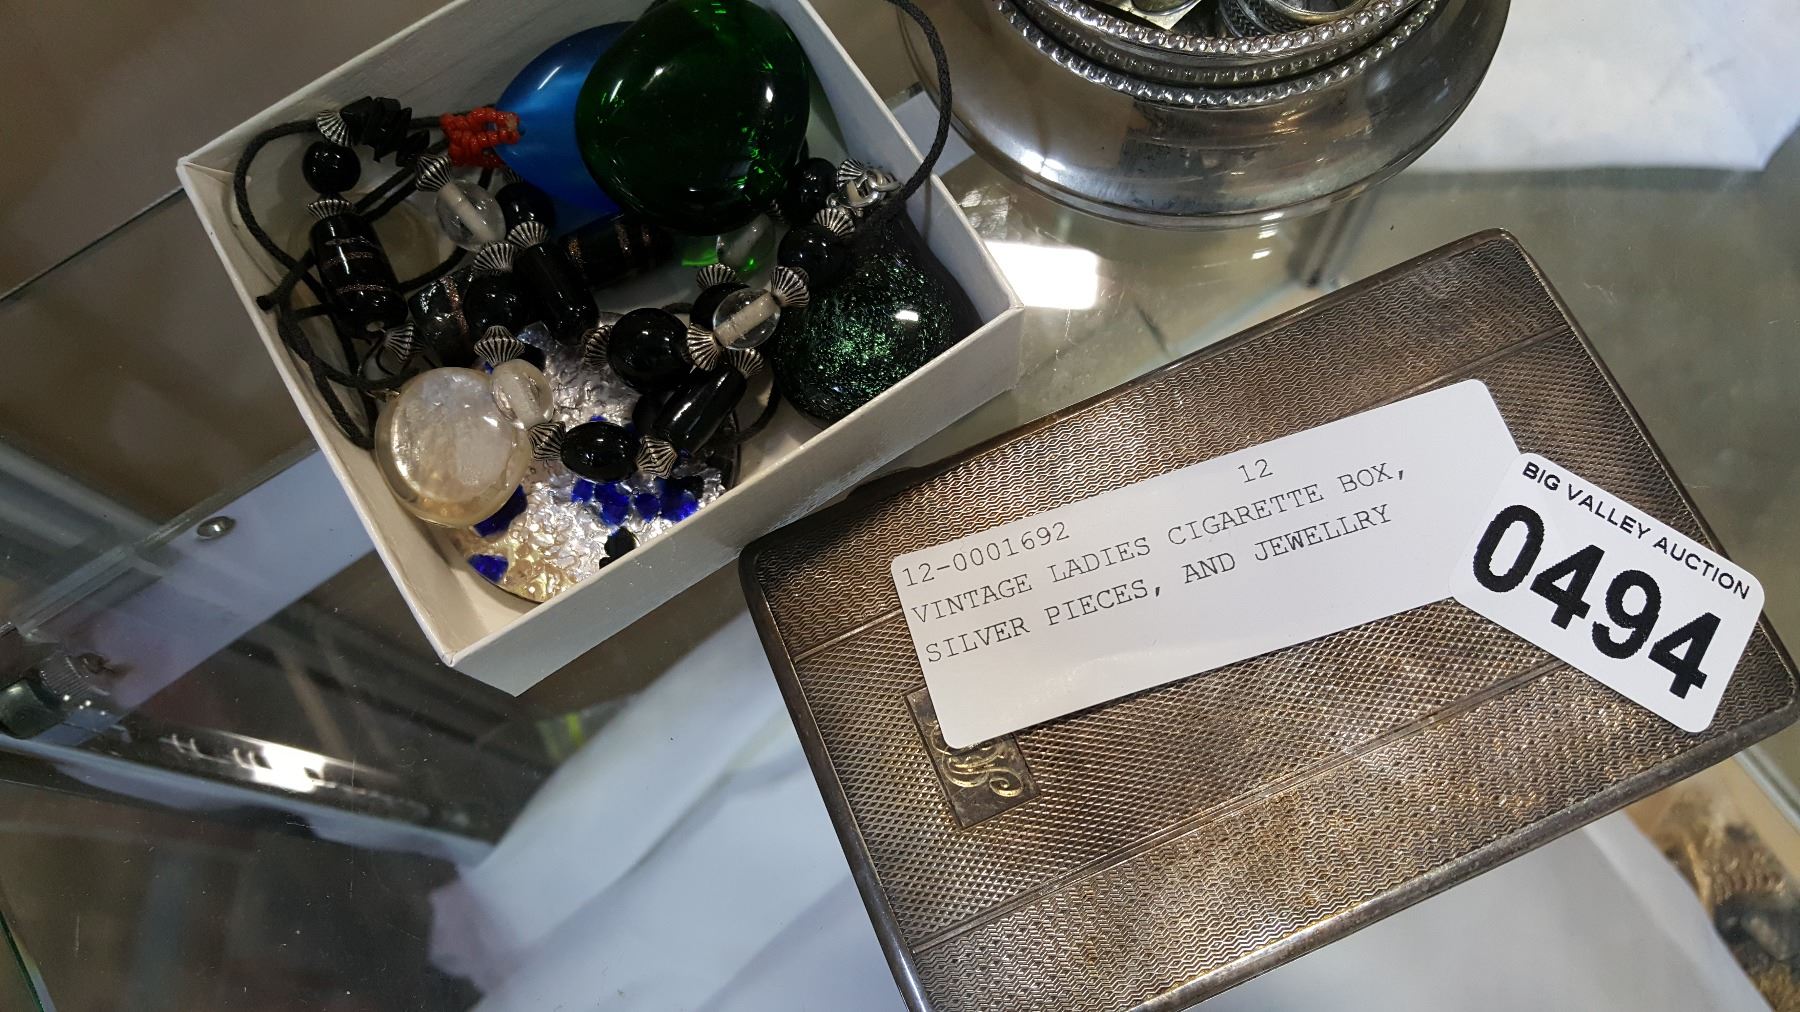 12
12-0001692
VINTAGE LADIES CIGARETTE BOX,
SILVER PIECES, AND JEWELLRY
BIG VALLEY AUCTION
0494